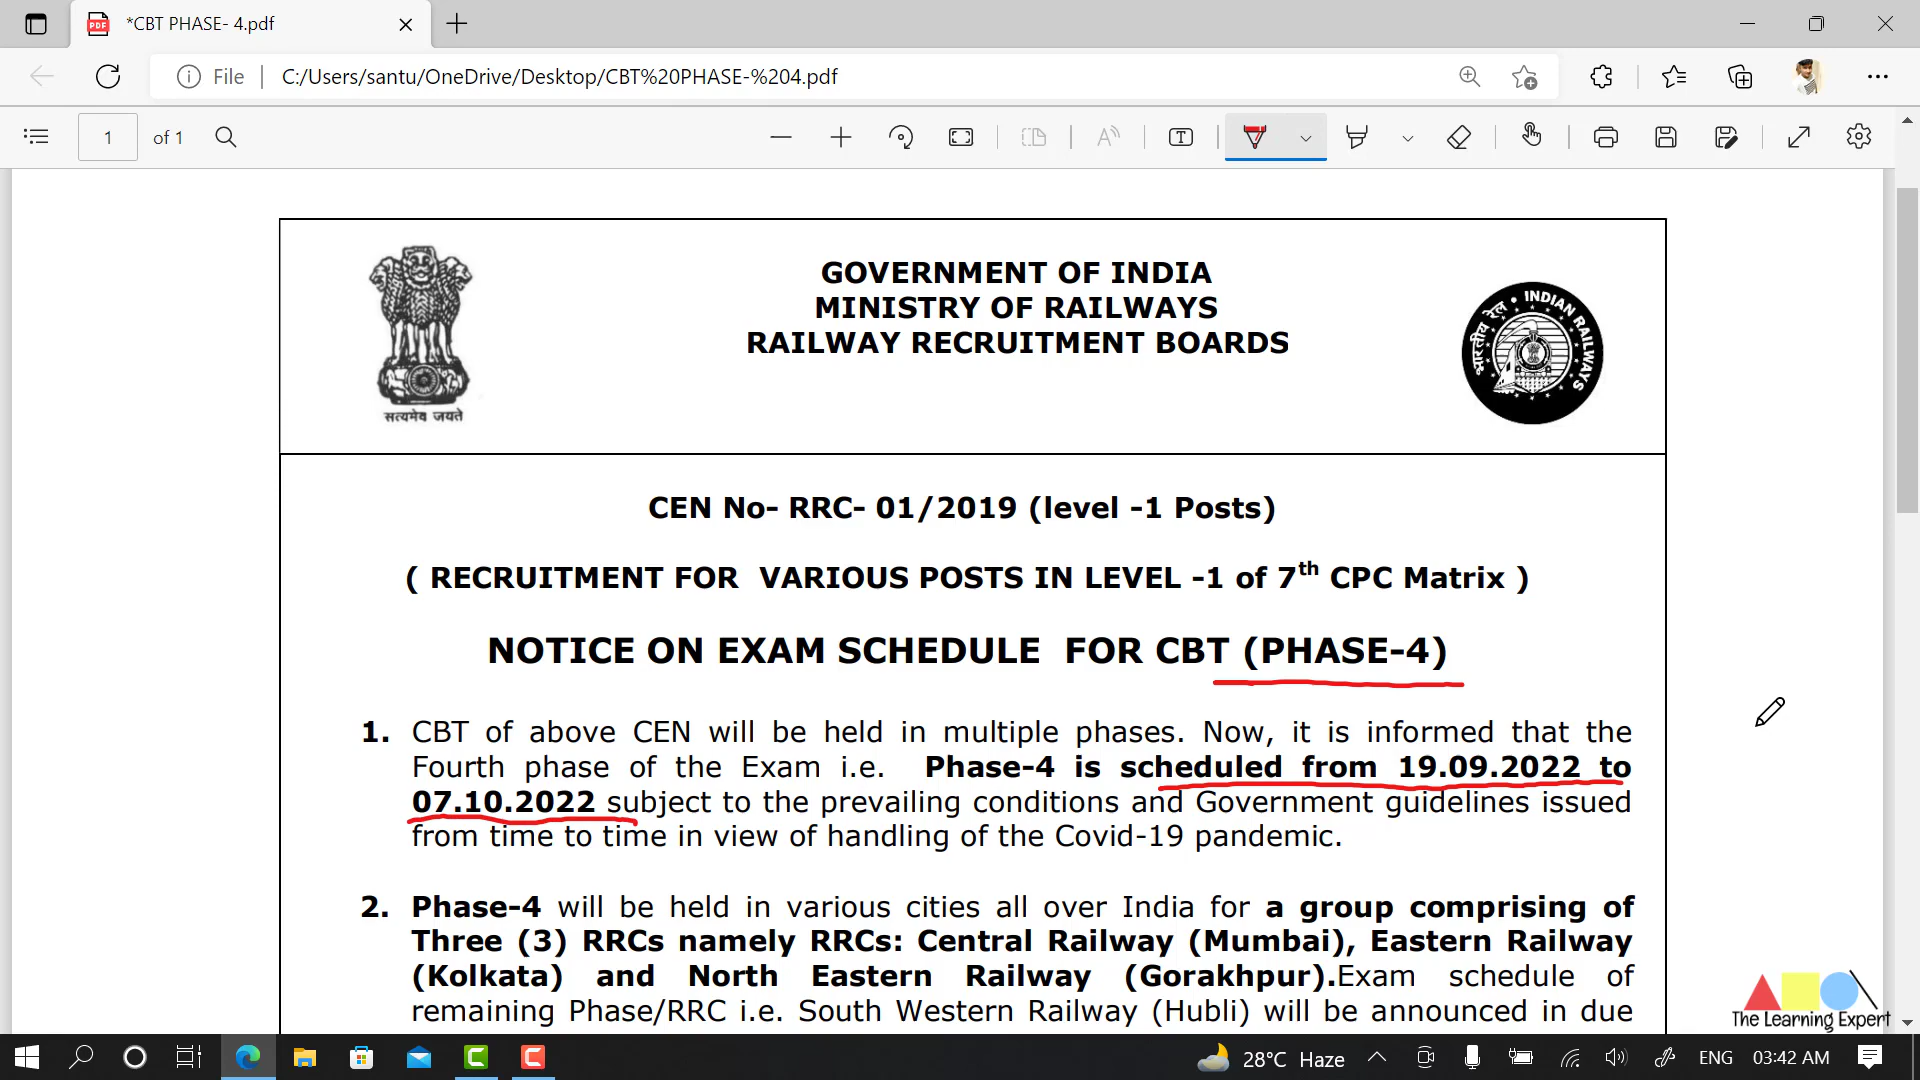 *CBT PHASE- 4.pdf
File
C:/Users/santu/OneDrive/Desktop/CBT%20PHASE-%204.pdf
1 of 1
GOVERNMENT OF INDIA
MINISTRY OF RAILWAYS
RAILWAY RECRUITMENT BOARDS
सत्यमेव जयते
भारतीय रेल • INDIAN RAILWAYS
CEN No- RRC- 01/2019 (level -1 Posts)
( RECRUITMENT FOR VARIOUS POSTS IN LEVEL -1 of 7th CPC Matrix )
NOTICE ON EXAM SCHEDULE FOR CBT (PHASE-4)
1. CBT of above CEN will be held in multiple phases. Now, it is informed that the
Fourth phase of the Exam i.e. Phase-4 is scheduled from 19.09.2022 to
07.10.2022 subject to the prevailing conditions and Government guidelines issued
from time to time in view of handling of the Covid-19 pandemic.
2. Phase-4 will be held in various cities all over India for a group comprising of
Three (3) RRCs namely RRCs: Central Railway (Mumbai), Eastern Railway
(Kolkata) and North Eastern Railway (Gorakhpur).Exam schedule of
remaining Phase/RRC i.e. South Western Railway (Hubli) will be announced in due
The Learning Expert
28°C Haze
ENG
03:42 AM